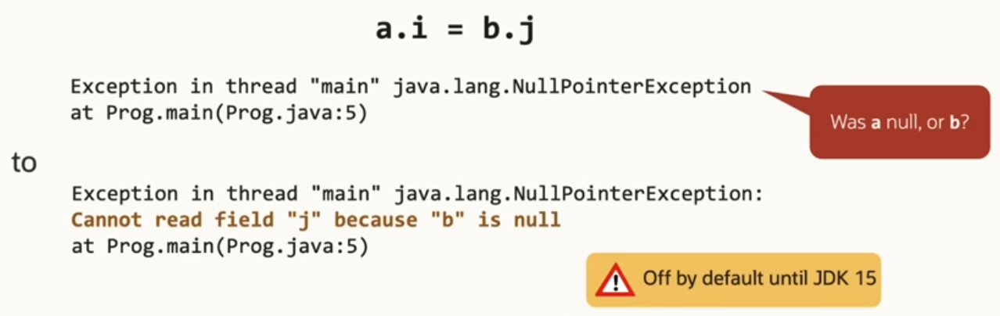 a.i = b.j
Exception in thread "main" java.lang.NullPointerException
at Prog.main(Prog.java:5)
Was a null, or b?
to
Exception in thread "main" java.lang.NullPointerException:
Cannot read field "j" because "b" is null
at Prog.main(Prog.java:5)
Off by default until JDK 15